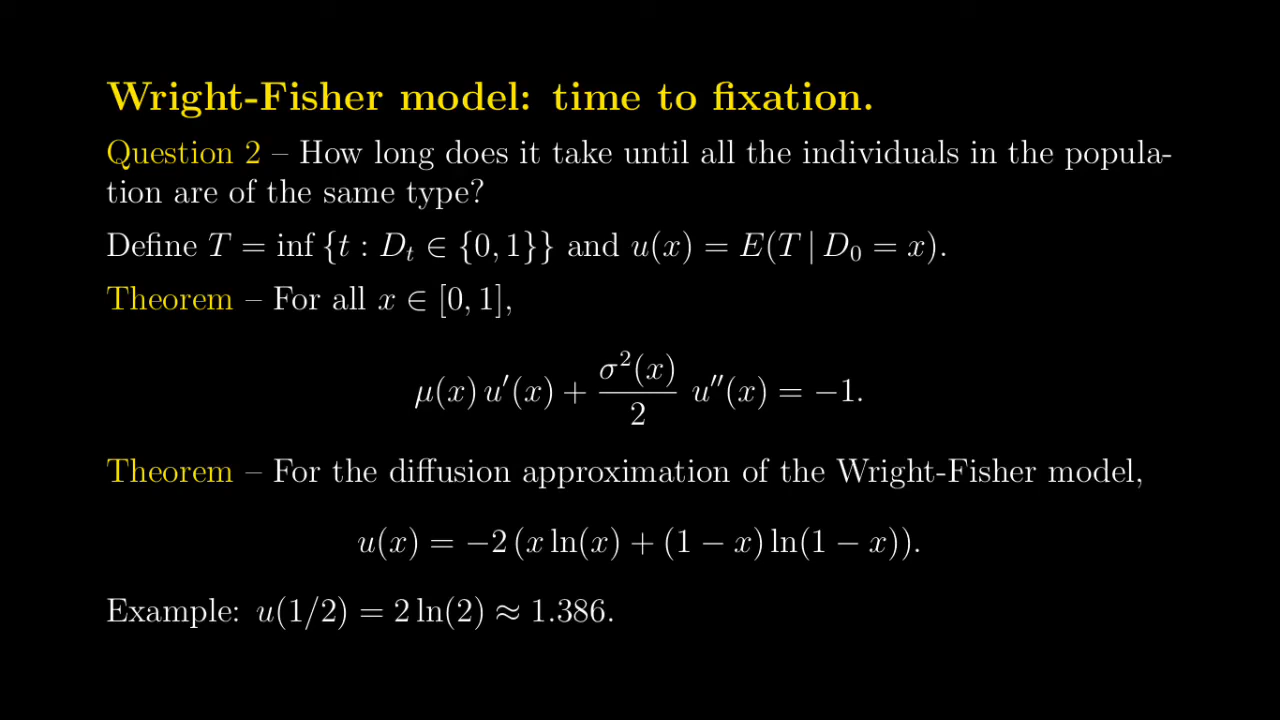 Wright-Fisher model: time to fixation.
Question 2 – How long does it take until all the individuals in the popula-
tion are of the same type?
Define T = inf {t : D_t ∈ {0, 1}} and u(x) = E(T | D_0 = x).
Theorem – For all x ∈ [0, 1],
μ(x) u′(x) + σ²(x)/2 u″(x) = −1.
Theorem – For the diffusion approximation of the Wright-Fisher model,
u(x) = −2 (x ln(x) + (1 − x) ln(1 − x)).
Example: u(1/2) = 2 ln(2) ≈ 1.386.